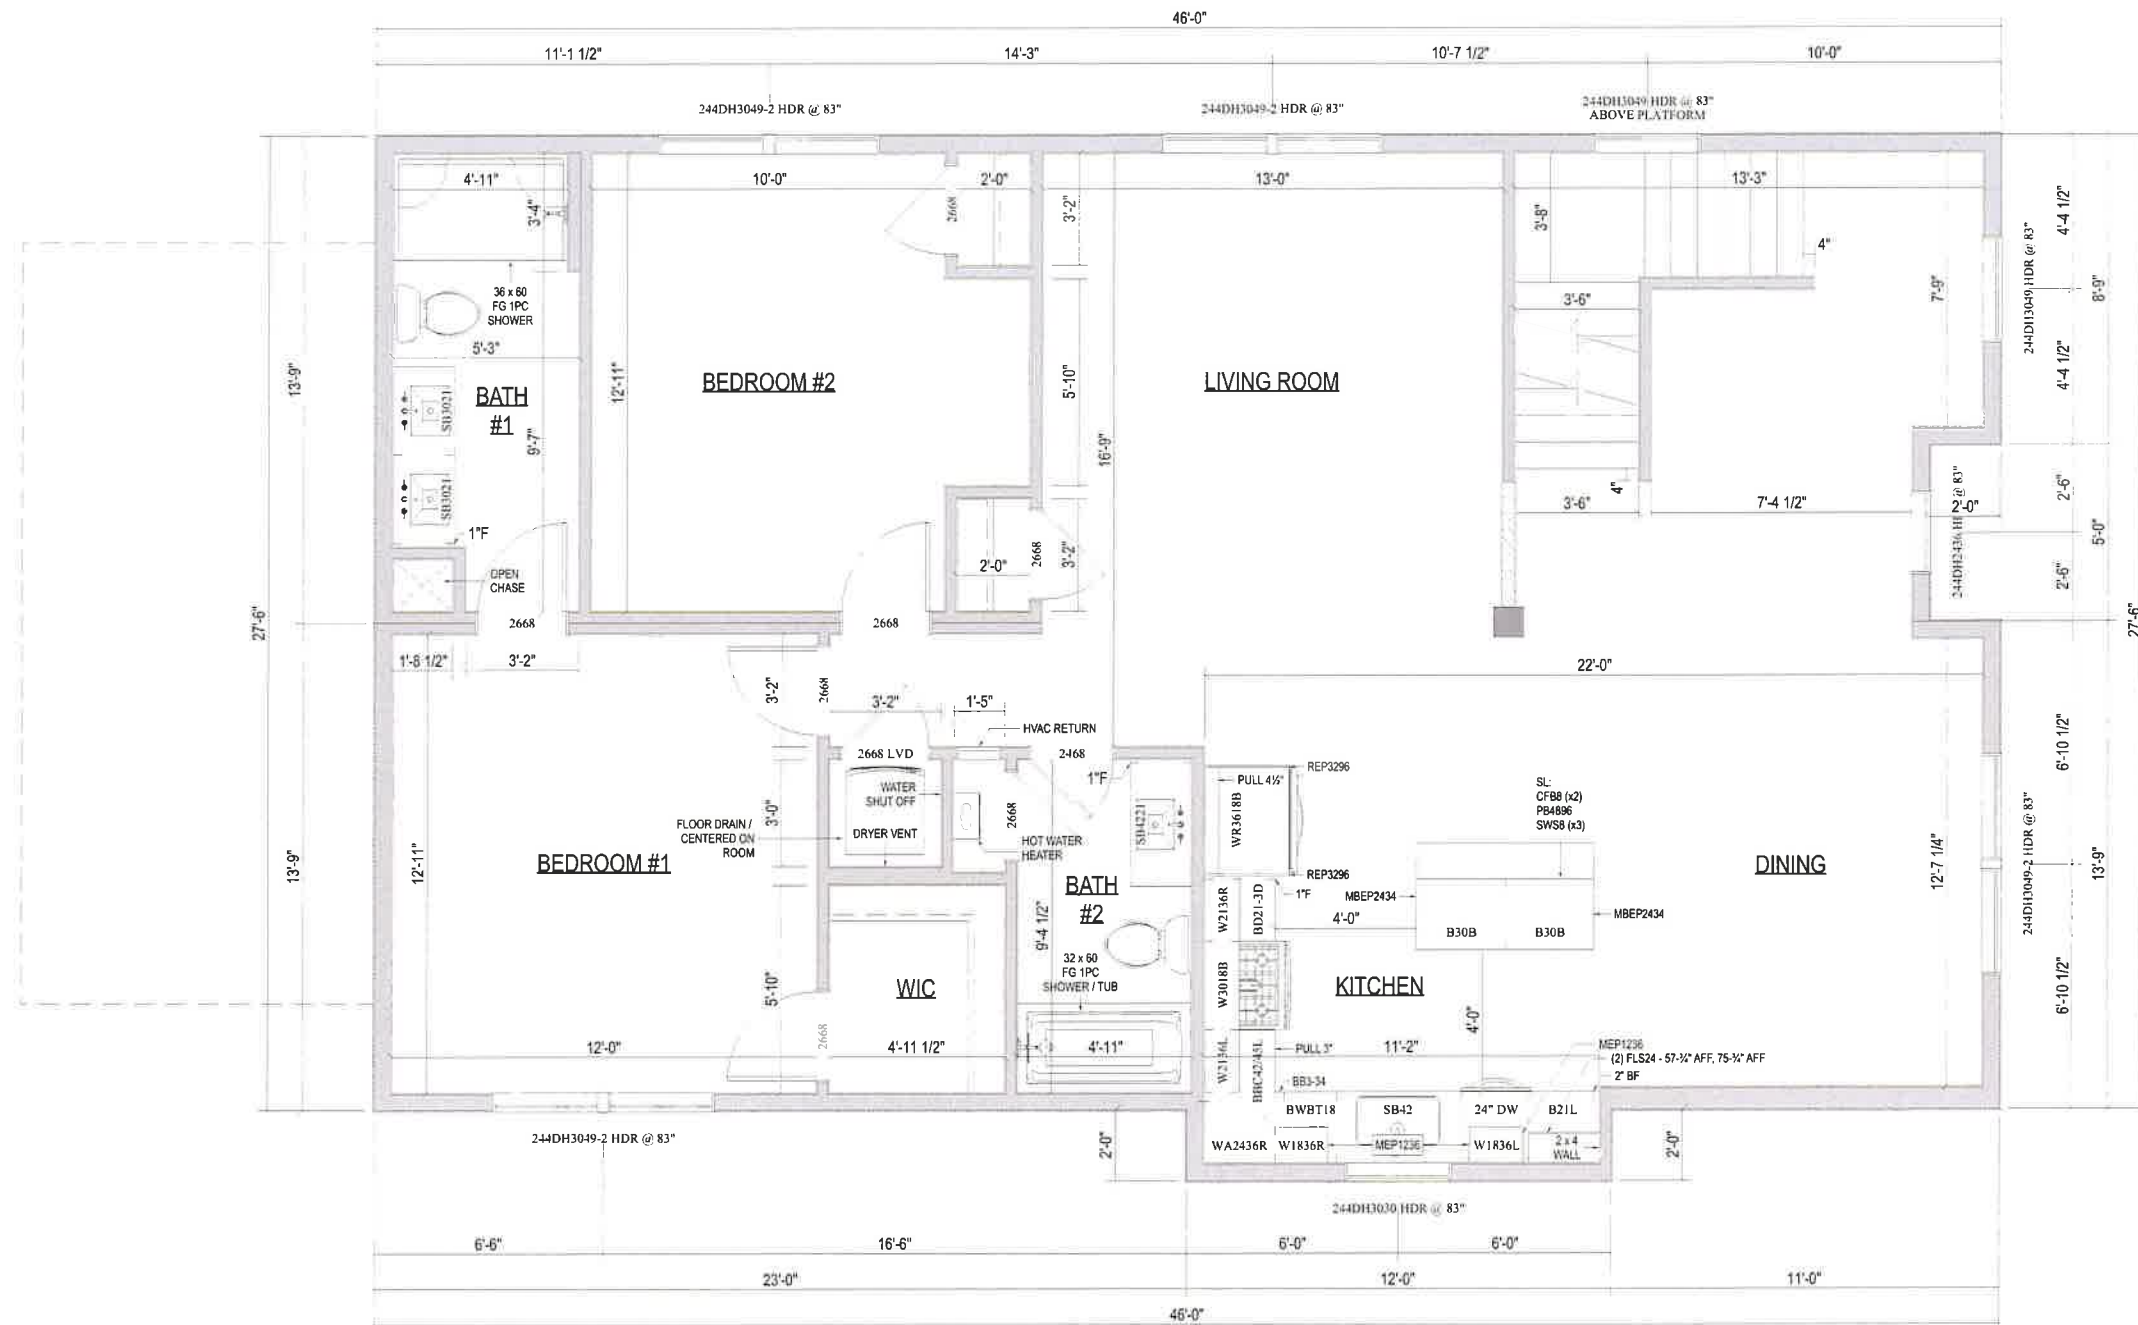 46'-0"
11'-1 1/2"
14'-3"
10'-7 1/2"
10'-0"
244DH3049-2 HDR @ 83"
244DH3049-2 HDR @ 83"
244DH3049 HDR @ 83"
ABOVE PLATFORM
4'-11"
10'-0"
2'-0"
13'-0"
13'-3"
3'-4"
2668
3'-2"
3'-8"
4"
4'-4 1/2"
244DH3049 HDR @ 83"
8'-9"
7'-9"
4'-4 1/2"
36 x 60
FG 1PC
SHOWER
3'-6"
5'-3"
13'-9"
BATH
#1
SB3021
9'-7"
12'-11"
BEDROOM #2
5'-10"
LIVING ROOM
16'-9"
SB3021
4"
3'-6"
7'-4 1/2"
2'-0"
2'-6"
5'-0"
2'-6"
1"F
OPEN
CHASE
2'-0"
2668
3'-2"
27'-6"
27'-6"
2668
2668
1'-8 1/2"
3'-2"
3'-2"
2668
22'-0"
3'-2"
1'-5"
HVAC RETURN
2668 LVD
2468
1"F
REP3296
PULL 4½"
WATER
SHUT OFF
WR3618B
SL:
CFB8 (x2)
PB4896
SWS8 (x3)
6'-10 1/2"
FLOOR DRAIN /
CENTERED ON
ROOM
3'-0"
DRYER VENT
2668
HOT WATER
HEATER
SB4221
244DH3049-2 HDR @ 83"
13'-9"
13'-9"
12'-11"
BEDROOM #1
DINING
12'-7 1/4"
REP3296
1"F
BATH
#2
W2136R
BD21-3D
4'-0"
MBEP2434
MBEP2434
B30B
B30B
9'-4 1/2"
32 x 60
FG 1PC
SHOWER / TUB
W3018B
KITCHEN
WIC
5'-10"
6'-10 1/2"
4'-0"
2668
12'-0"
4'-11 1/2"
4'-11"
W2136L
BBC42/45L
PULL 3"
11'-2"
MEP1236
(2) FLS24 - 57-¾" AFF, 75-¾" AFF
2" BF
BB3-34
BWBT18
SB42
24" DW
B21L
WA2436R
W1836R
MEP1236
W1836L
2 x 4
WALL
2'-0"
2'-0"
244DH3049-2 HDR @ 83"
244DH3030 HDR @ 83"
6'-6"
16'-6"
6'-0"
6'-0"
23'-0"
12'-0"
11'-0"
46'-0"